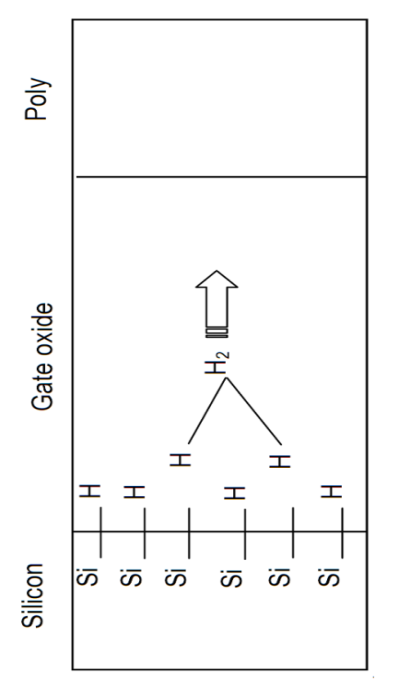 Poly
Gate oxide
H₂
H H
H H H H
Si Si Si Si Si Si
Silicon